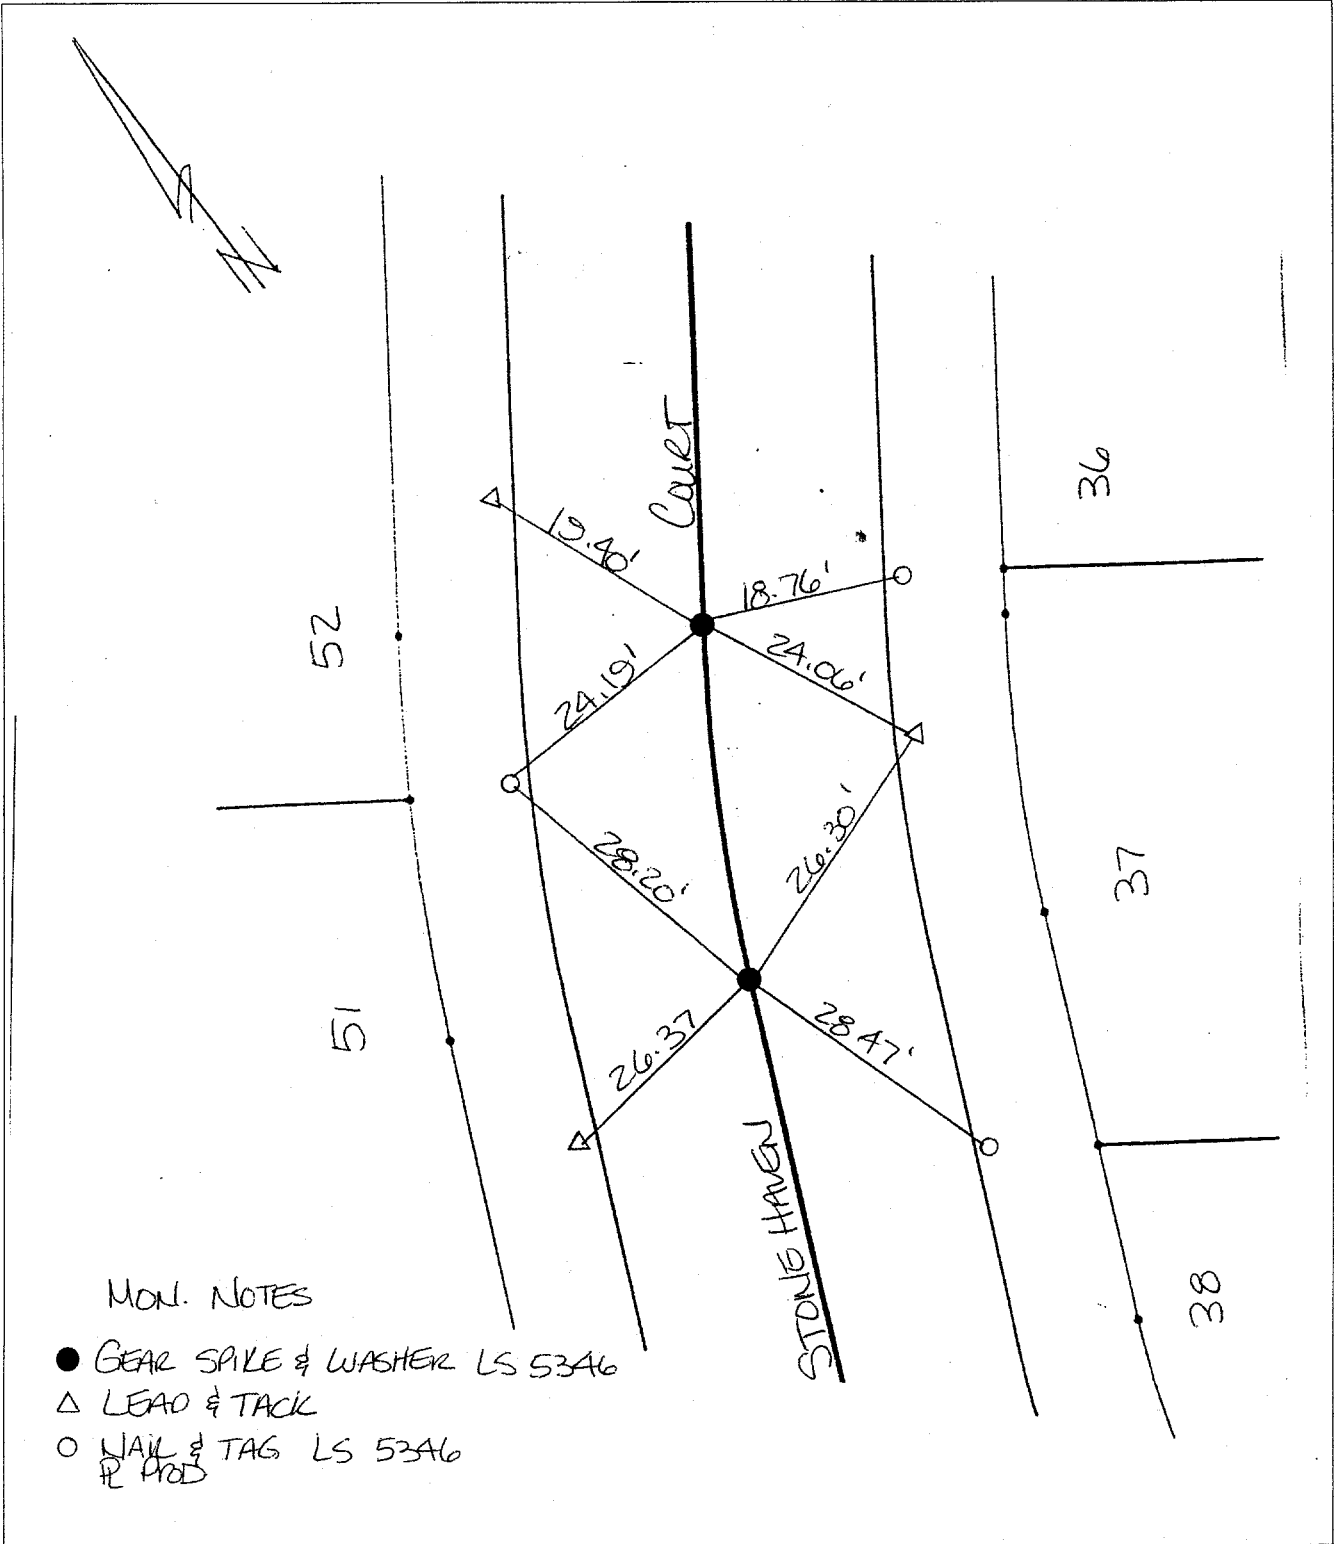 N
COURT
36
19.40'
18.76'
52
24.06'
24.19'
28.20'
26.30'
37
51
26.37
28.47'
STONE HAVEN
38
MON. NOTES
● GEAR SPIKE & WASHER LS 5346
△ LEAD & TACK
○ NAIL & TAG LS 5346
PL PROD